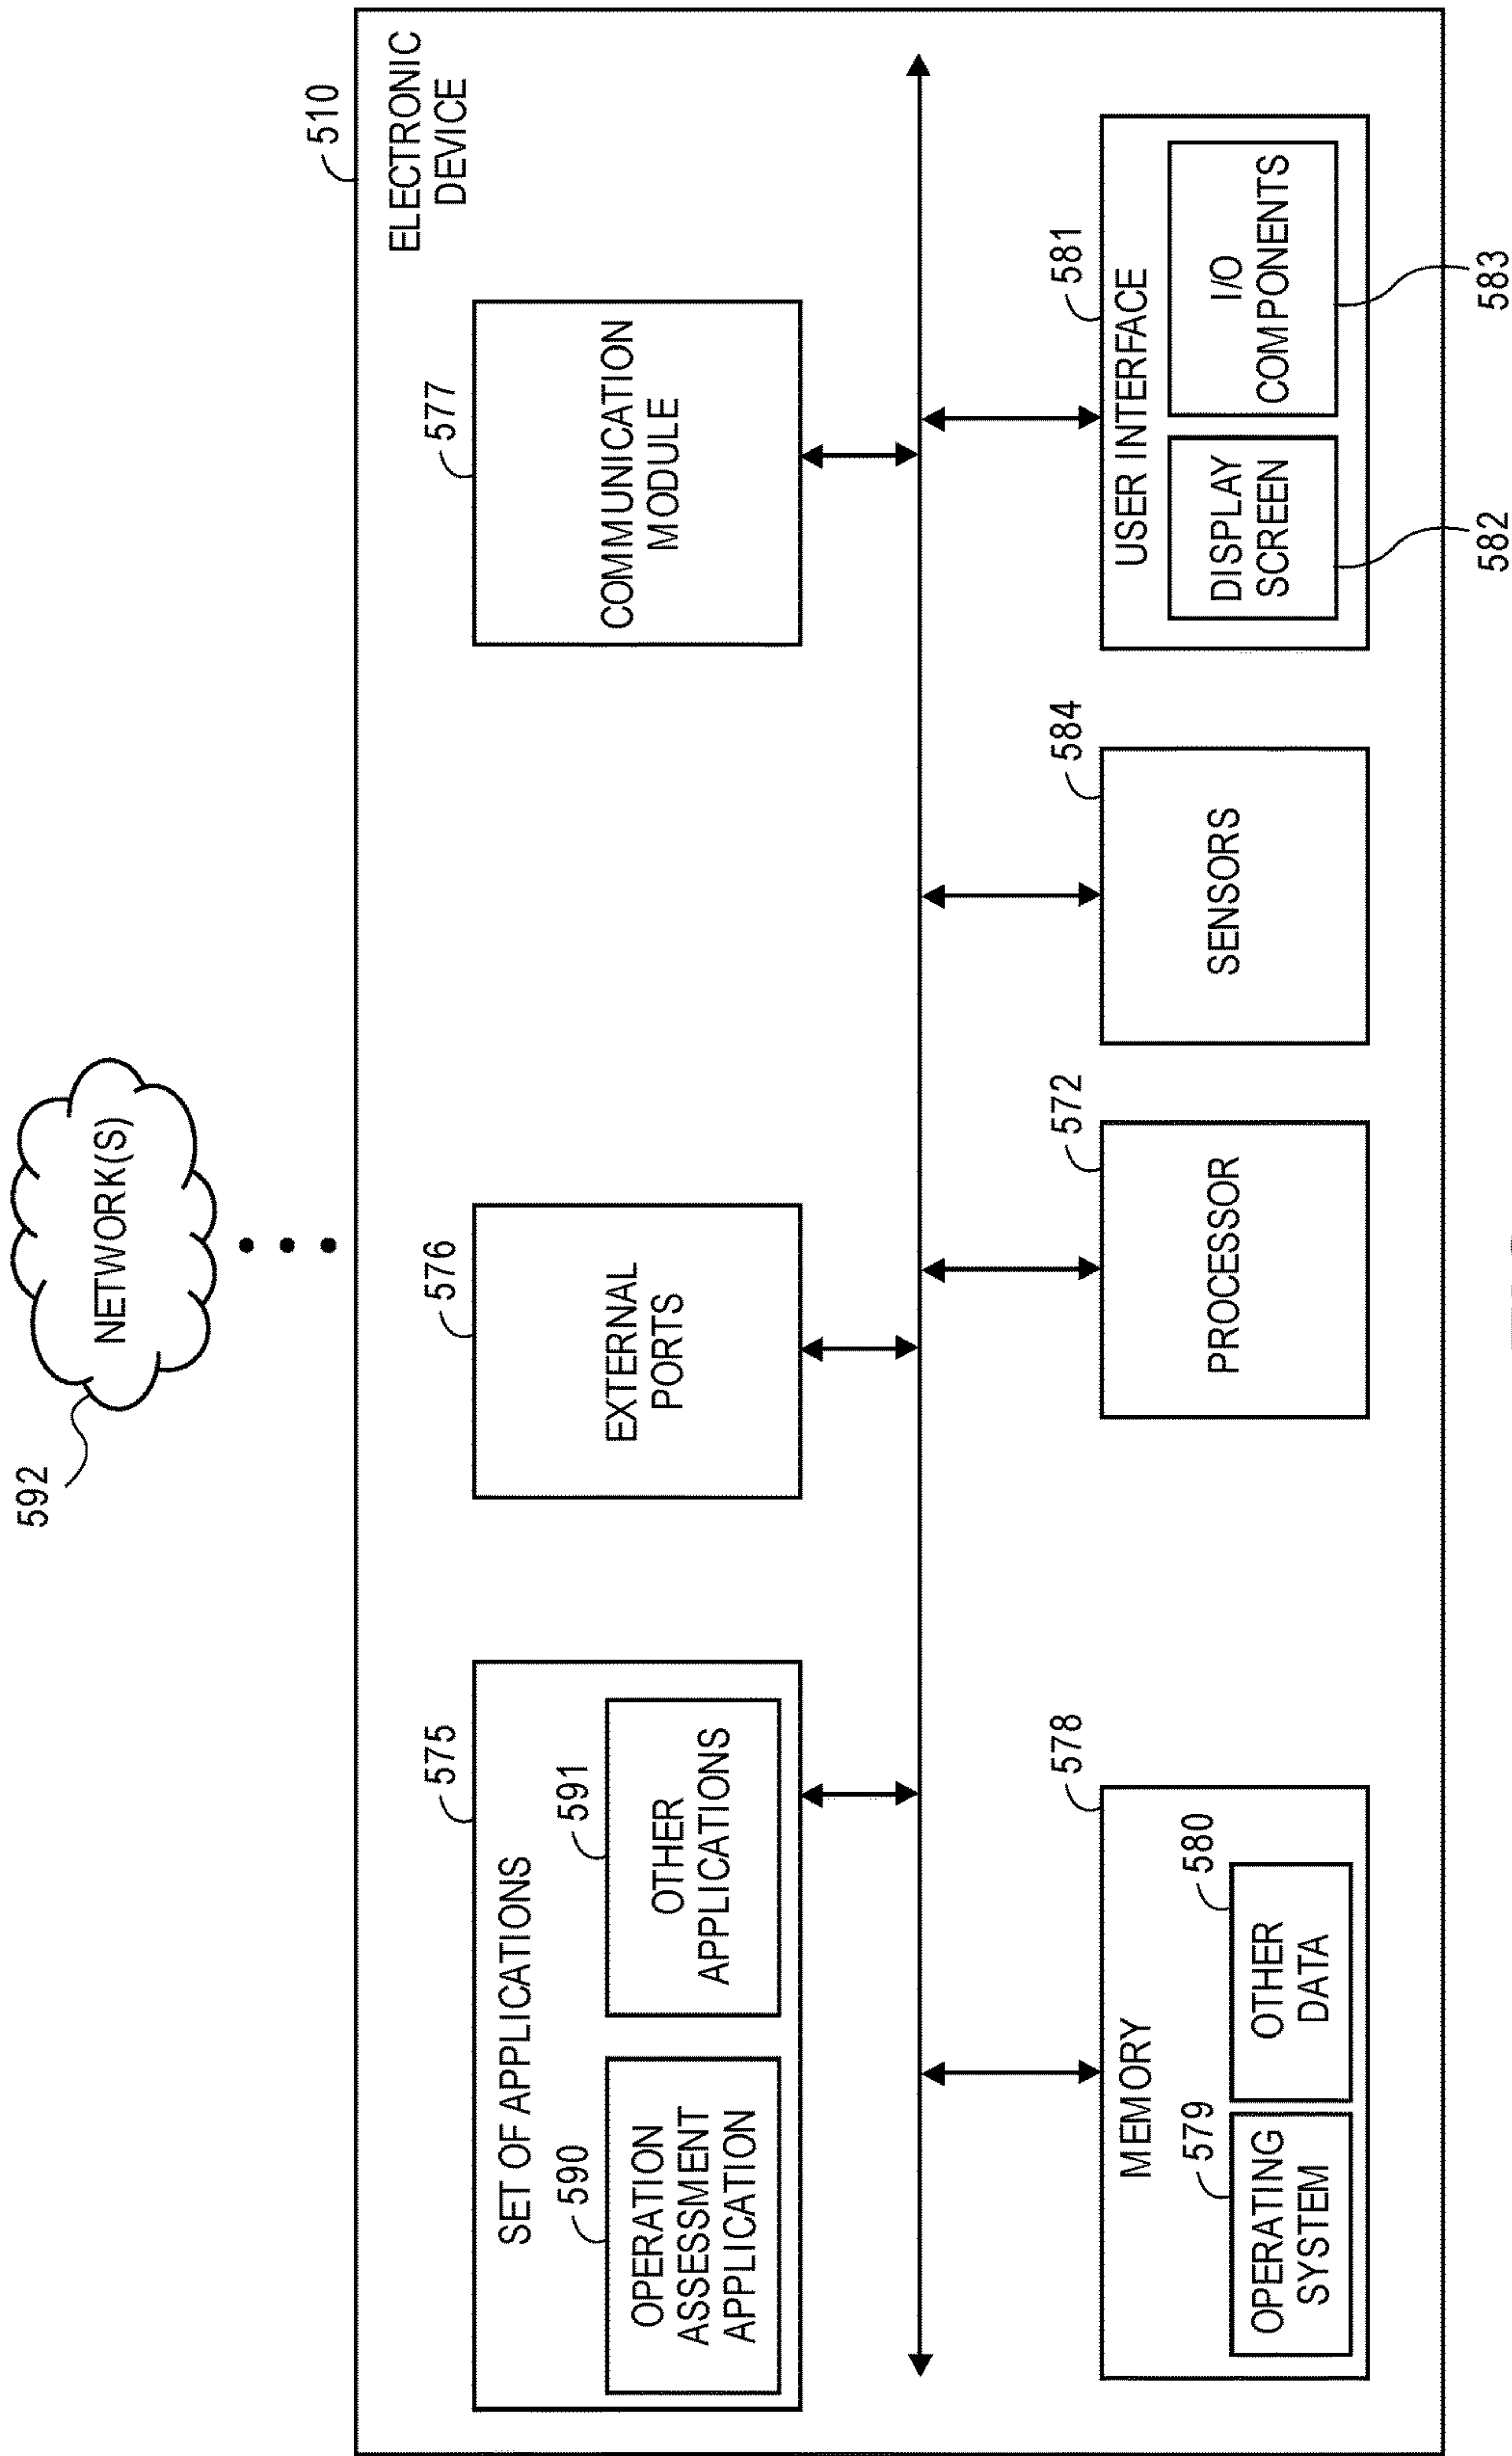 592
NETWORK(S)
510
ELECTRONIC
DEVICE
575
SET OF APPLICATIONS
590
OPERATION
ASSESSMENT
APPLICATION
591
OTHER
APPLICATIONS
576
EXTERNAL
PORTS
577
COMMUNICATION
MODULE
578
MEMORY
579
OPERATING
SYSTEM
580
OTHER
DATA
572
PROCESSOR
584
SENSORS
581
USER INTERFACE
DISPLAY
SCREEN
582
I/O
COMPONENTS
583